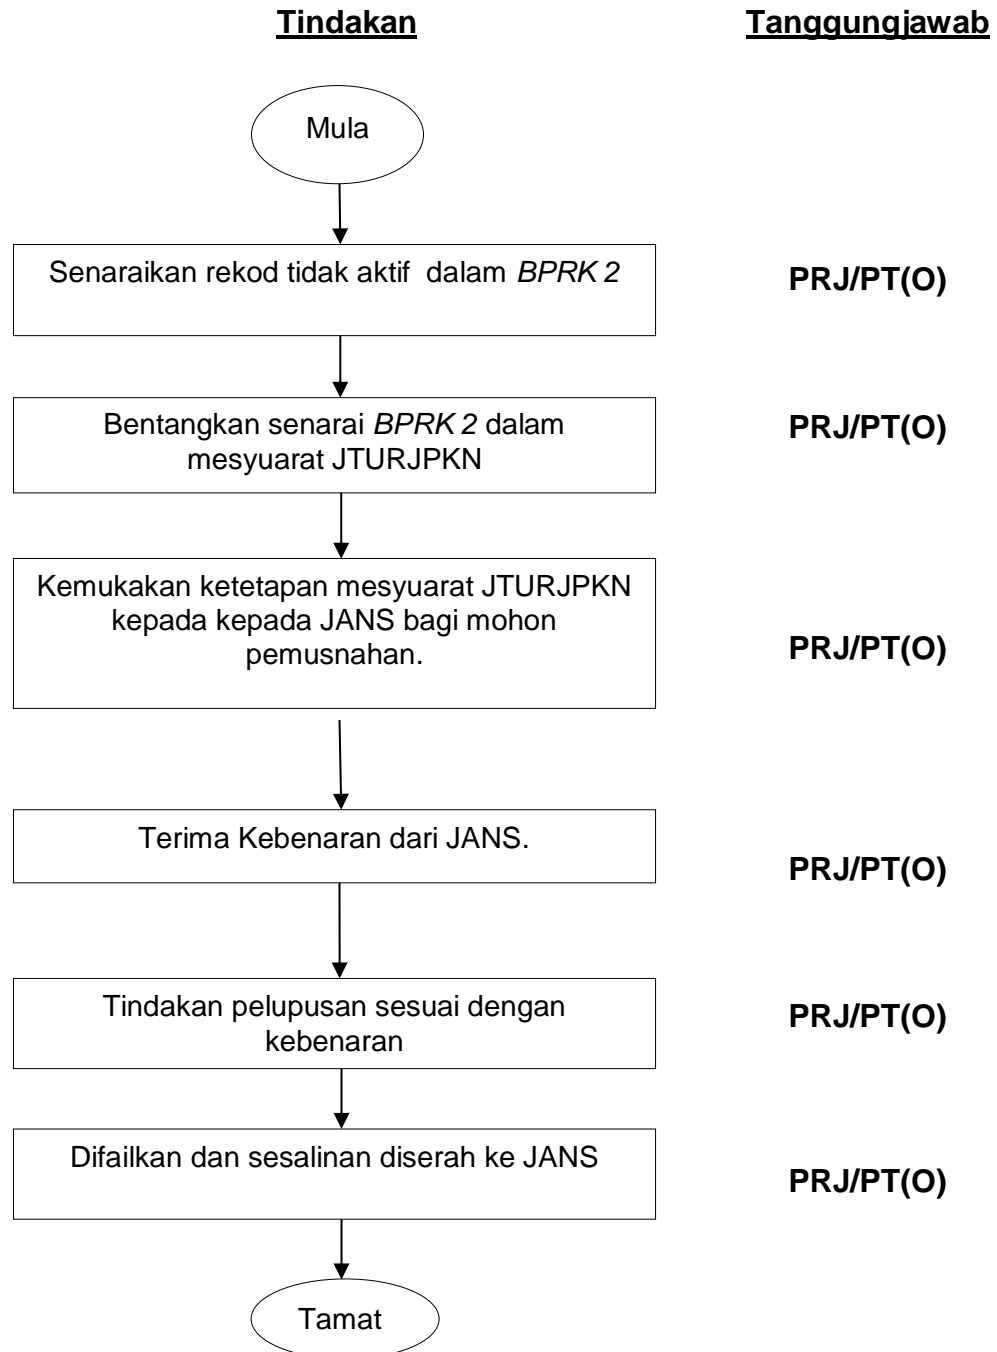 Tindakan
Tanggungjawab
Mula
Senaraikan rekod tidak aktif  dalam BPRK 2
PRJ/PT(O)
Bentangkan senarai BPRK 2 dalam
mesyuarat JTURJPKN
PRJ/PT(O)
Kemukakan ketetapan mesyuarat JTURJPKN
kepada kepada JANS bagi mohon
pemusnahan.
PRJ/PT(O)
Terima Kebenaran dari JANS.
PRJ/PT(O)
Tindakan pelupusan sesuai dengan
kebenaran
PRJ/PT(O)
Difailkan dan sesalinan diserah ke JANS
PRJ/PT(O)
Tamat